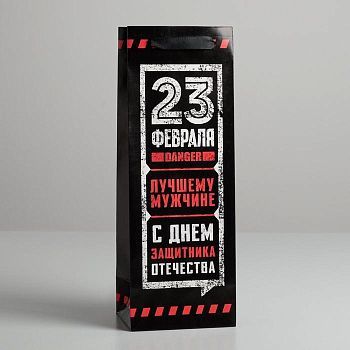 23
ФЕВРАЛЯ
DANGER
ЛУЧШЕМУ
МУЖЧИНЕ
С ДНЕМ
ЗАЩИТНИКА
ОТЕЧЕСТВА